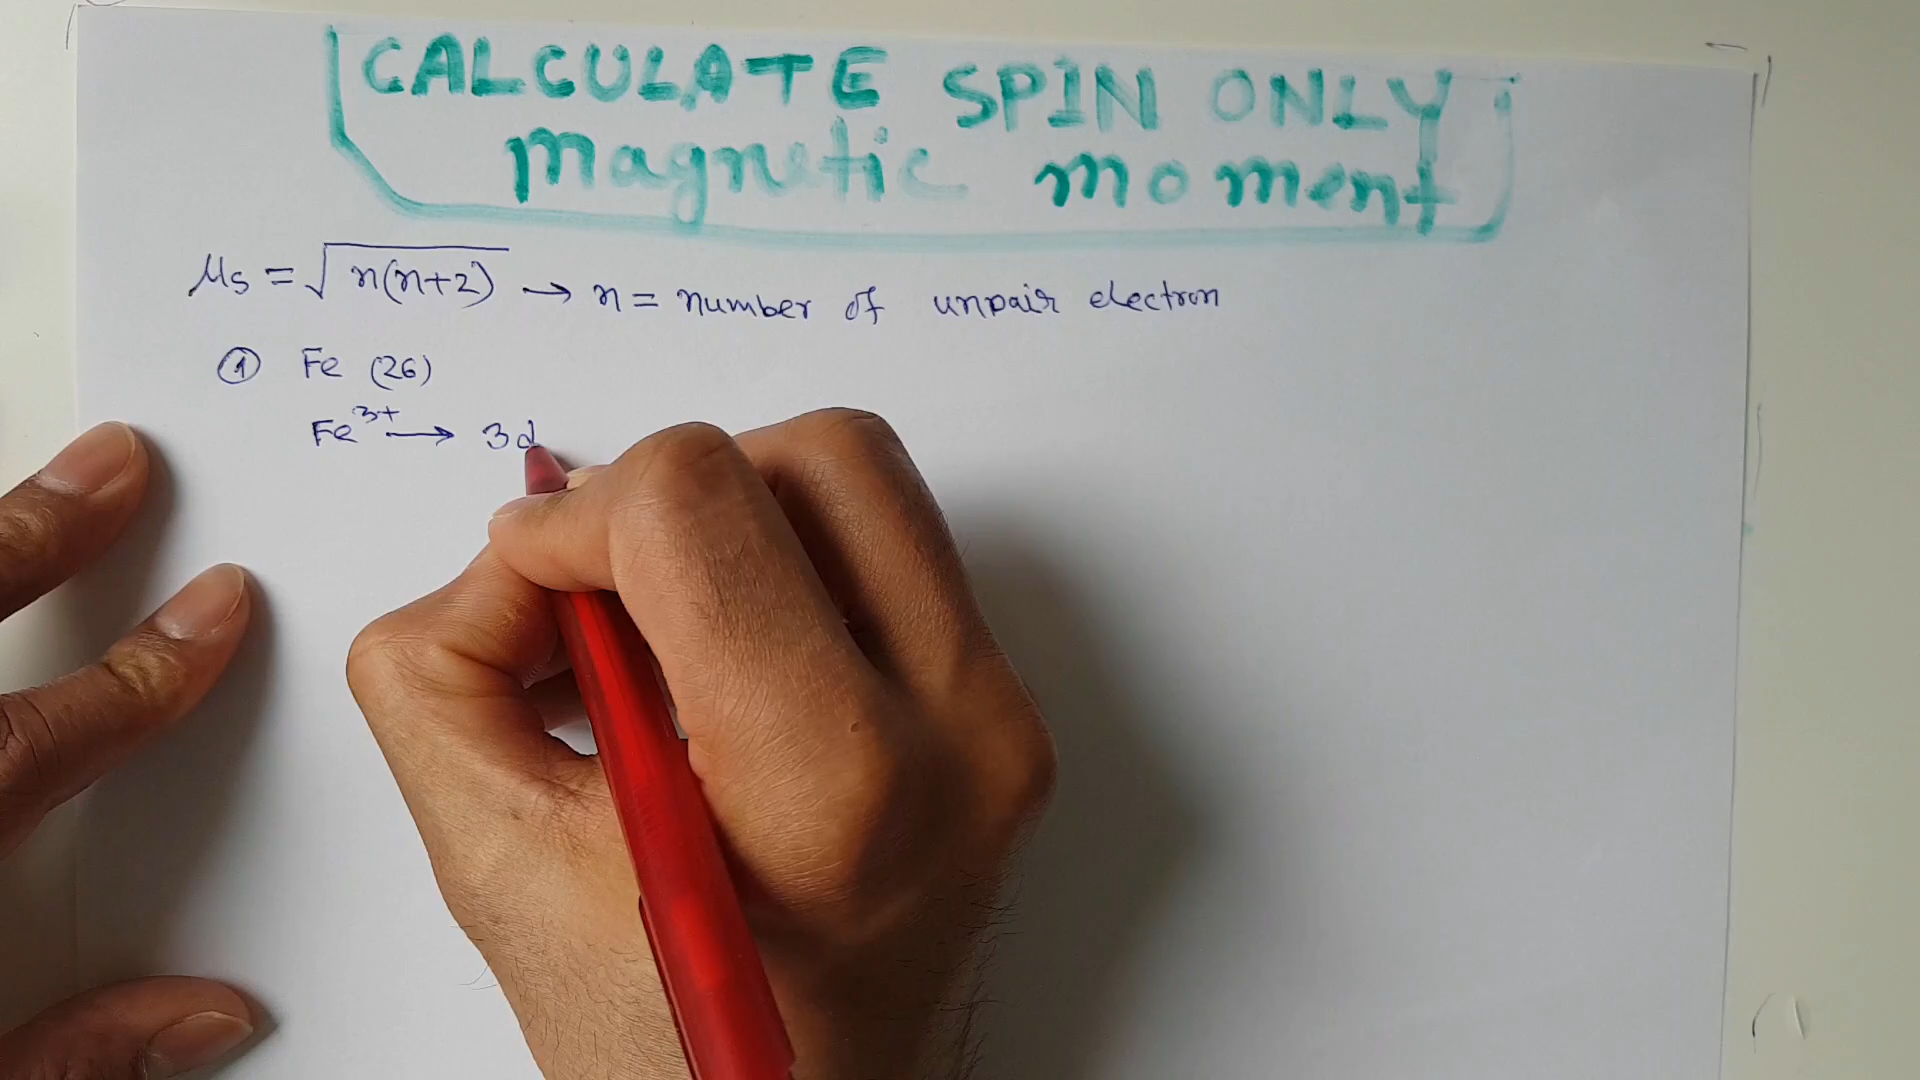 CALCULATE SPIN ONLY
magnetic moment
μs = √n(n+2) → n = number of unpair electron
① Fe (26)
Fe³⁺ → 3d